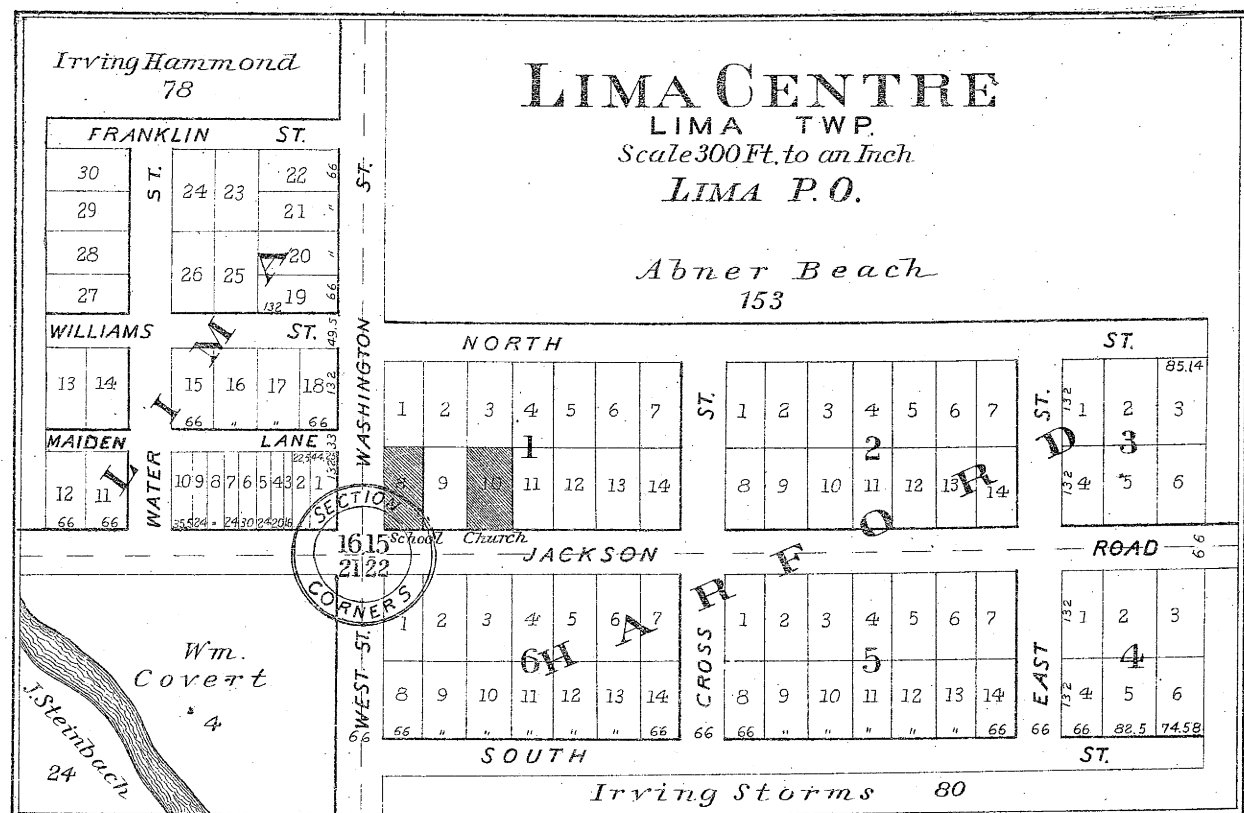 LIMA CENTRE
LIMA TWP.
Scale 300 Ft. to an Inch
LIMA P.O.
Irving Hammond
78
FRANKLIN ST.
30
29
28
27
ST.
24 23
26 25
22 66
21 "
20 "
19 66
132
Abner Beach
153
WILLIAMS ST. 49.5
13 14
15 16 17 18 132
66 " " 66
MAIDEN LANE 33
12 11
66 66
WATER
10 9 8 7 6 5 4 3 2 1
LIMA
WASHINGTON ST.
NORTH ST.
1 2 3 4 5 6 7
1
8 9 10 11 12 13 14
School Church
ST.
1 2 3 4 5 6 7
2
8 9 10 11 12 13 14
ST.
85.14
132 1 2 3
3
132 4 5 6
SECTION
16 15
21 22
CORNERS
JACKSON ROAD 66
HARFORD
Wm.
Covert
4
J. Steinbach
24
WEST ST.
66
1 2 3 4 5 6 7
6
8 9 10 11 12 13 14
66 " " " " " 66
CROSS
66
1 2 3 4 5 6 7
5
8 9 10 11 12 13 14
66 " " " " " 66
EAST
66
132 1 2 3
4
132 4 5 6
66 82.5 74.58
SOUTH ST.
Irving Storms 80